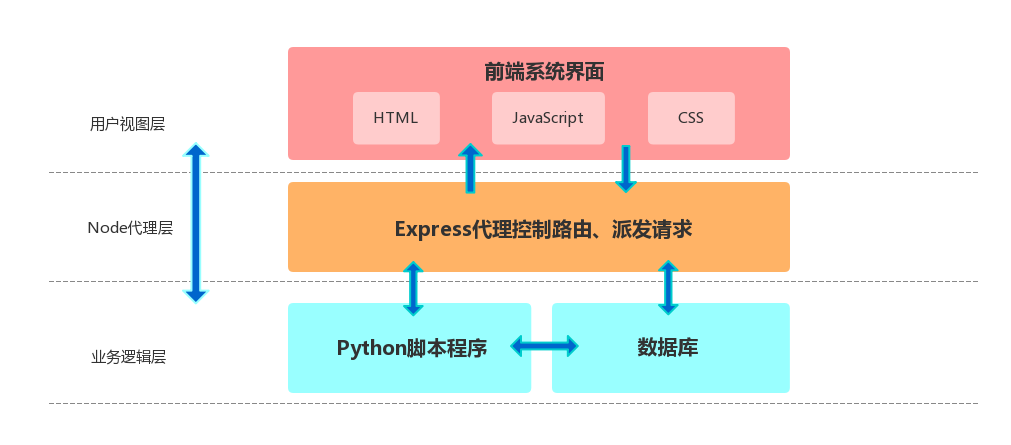 前端系统界面
HTML
JavaScript
CSS
用户视图层
Node代理层
Express代理控制路由、派发请求
业务逻辑层
Python脚本程序
数据库